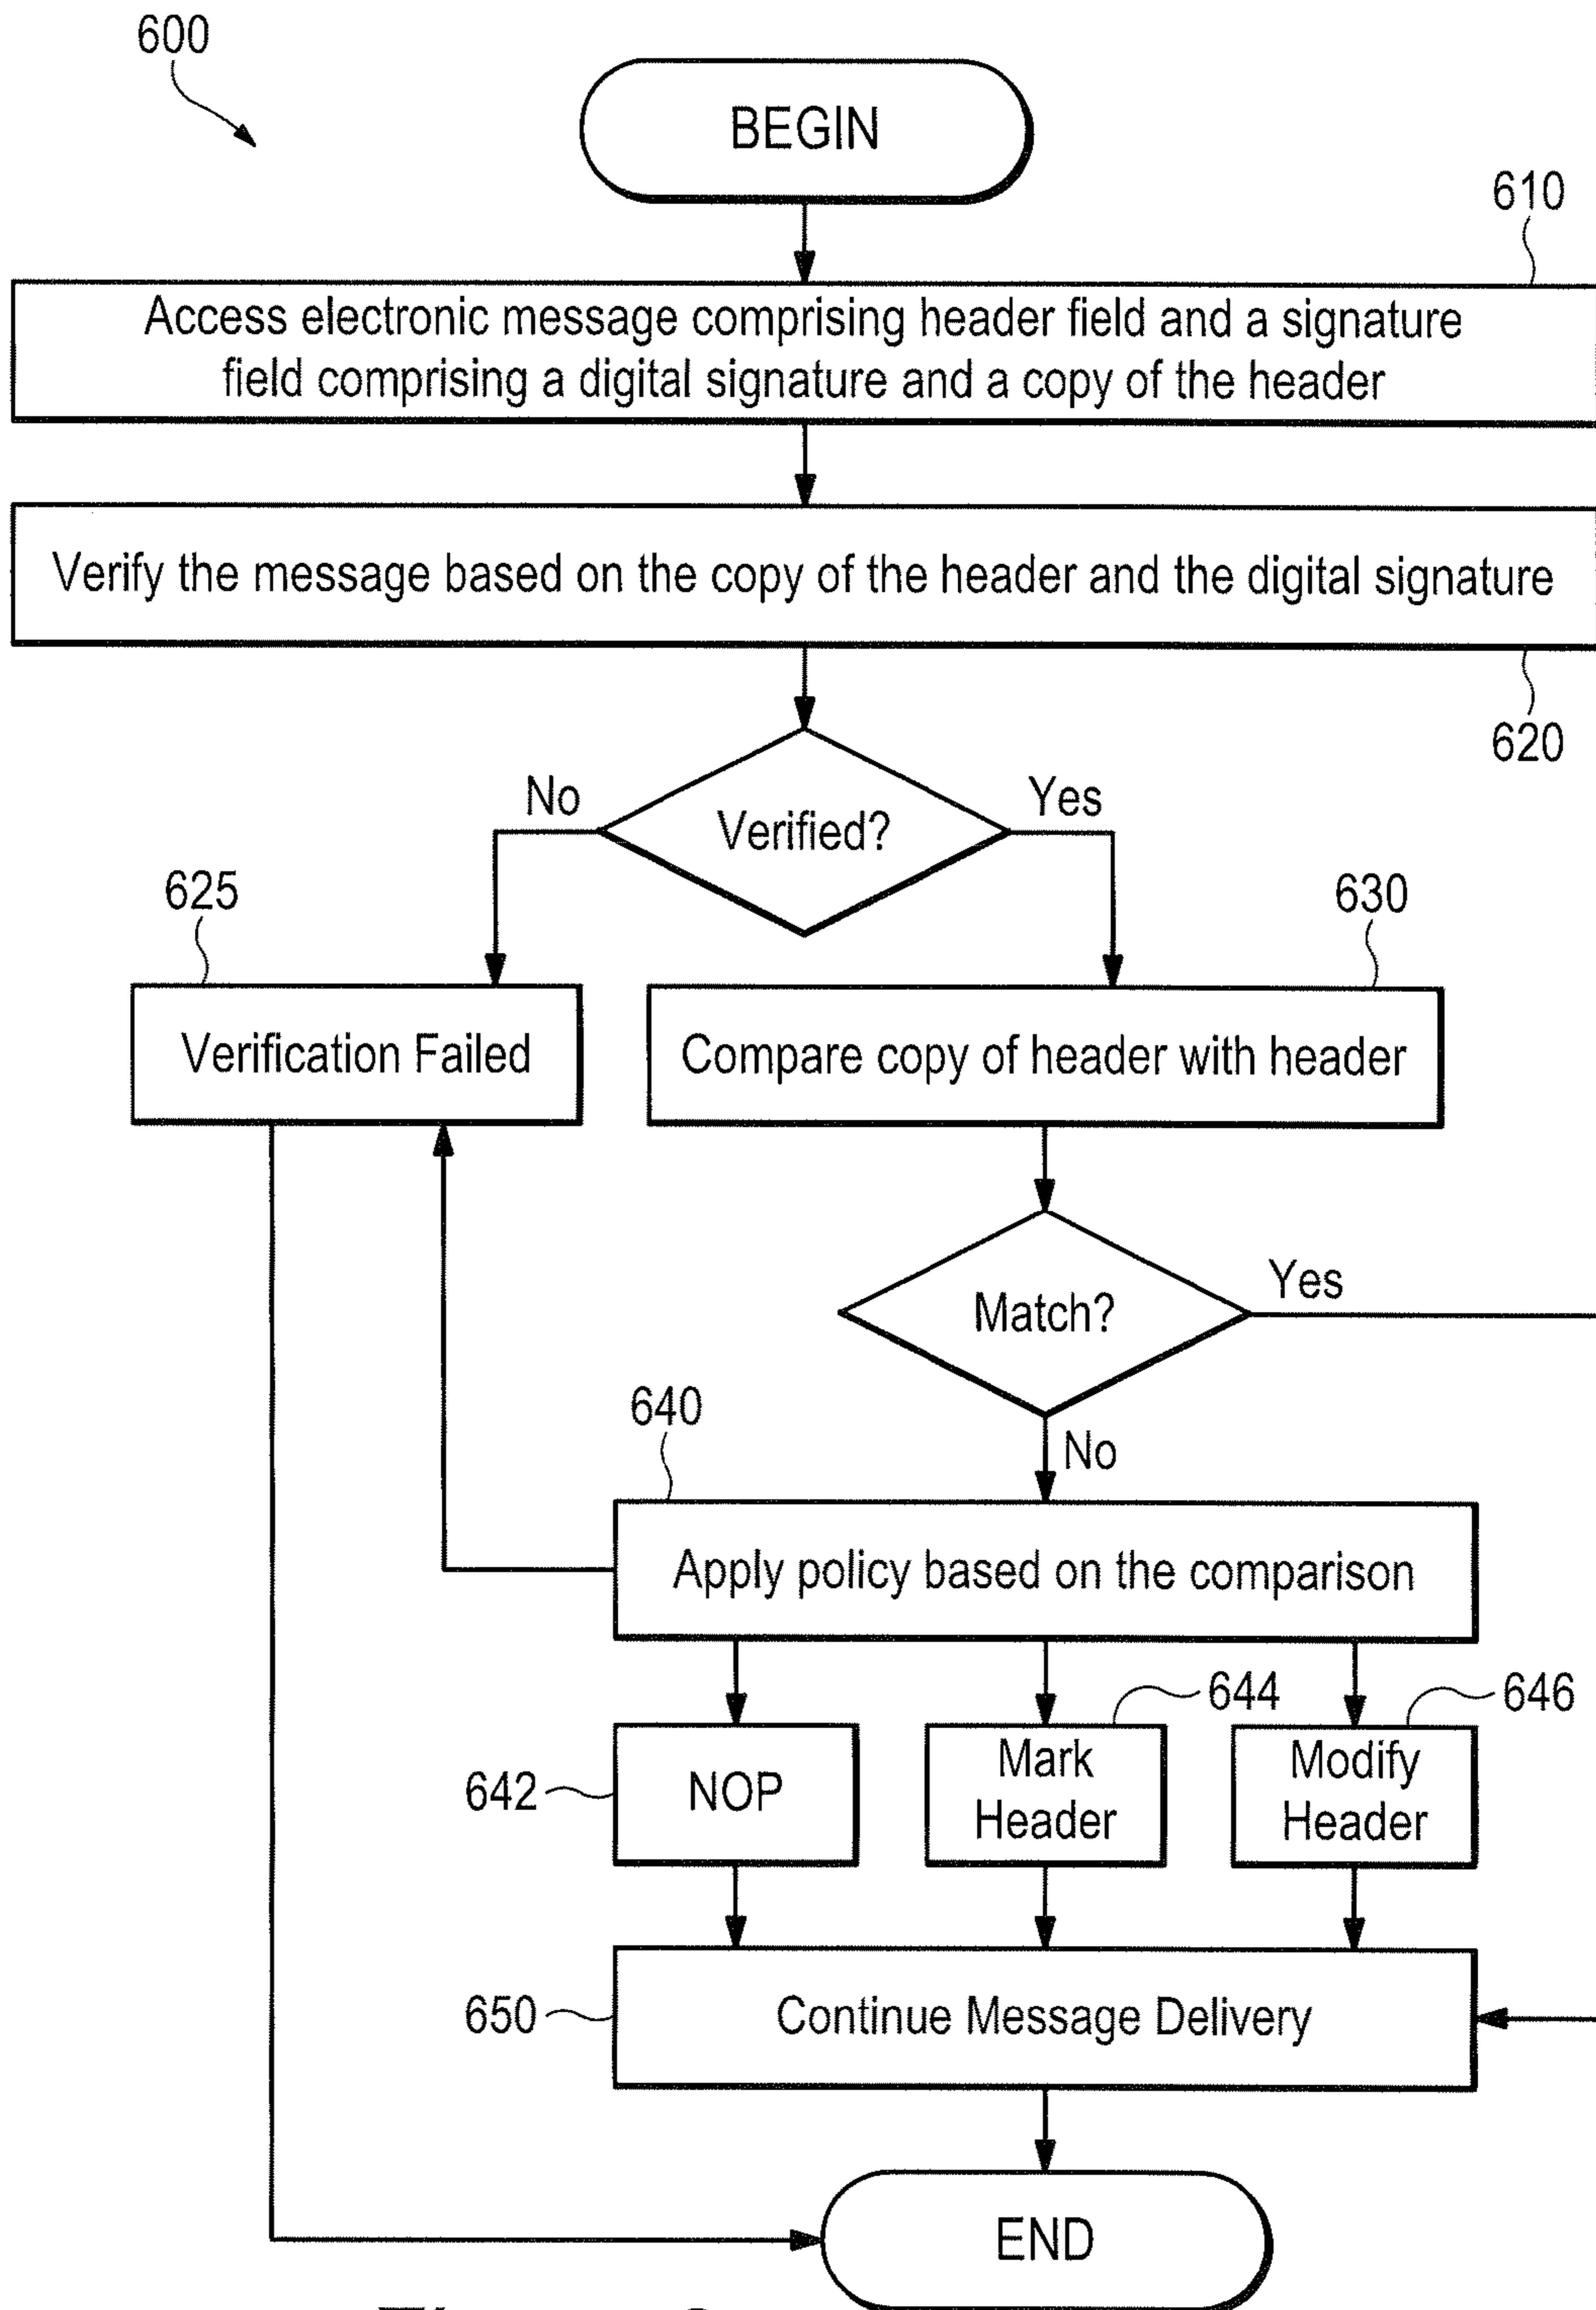 600
BEGIN
610
Access electronic message comprising header field and a signature
field comprising a digital signature and a copy of the header
Verify the message based on the copy of the header and the digital signature
620
No
Yes
Verified?
625
630
Verification Failed
Compare copy of header with header
Yes
Match?
640
No
Apply policy based on the comparison
644
646
642
NOP
Mark
Header
Modify
Header
650
Continue Message Delivery
END